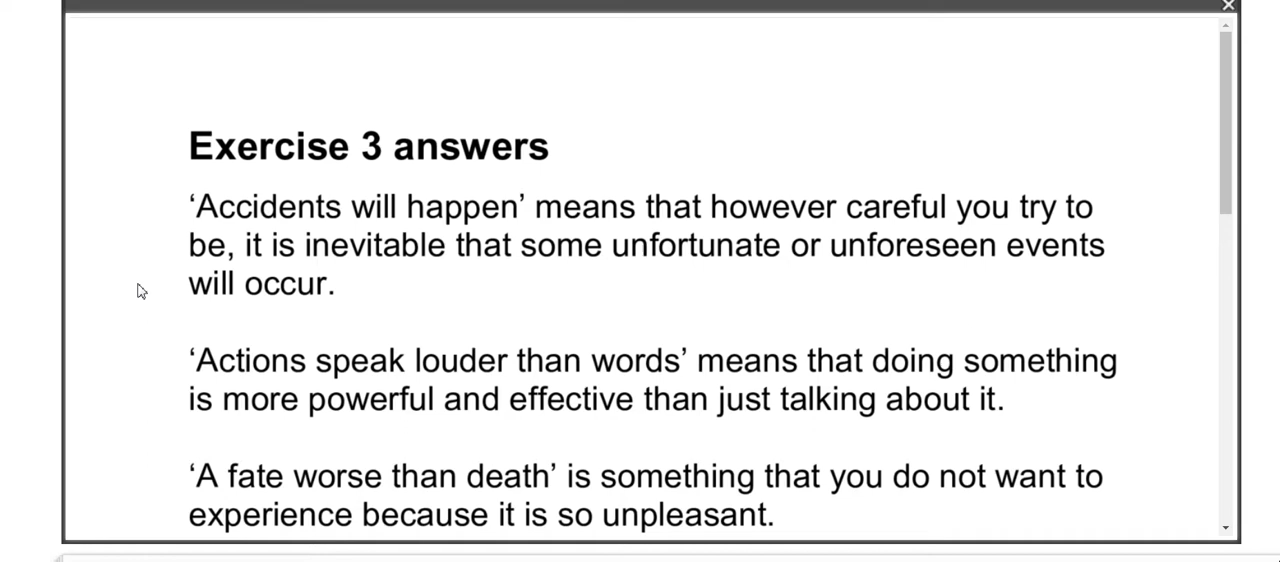 Exercise 3 answers
‘Accidents will happen’ means that however careful you try to
be, it is inevitable that some unfortunate or unforeseen events
will occur.
‘Actions speak louder than words’ means that doing something
is more powerful and effective than just talking about it.
‘A fate worse than death’ is something that you do not want to
experience because it is so unpleasant.